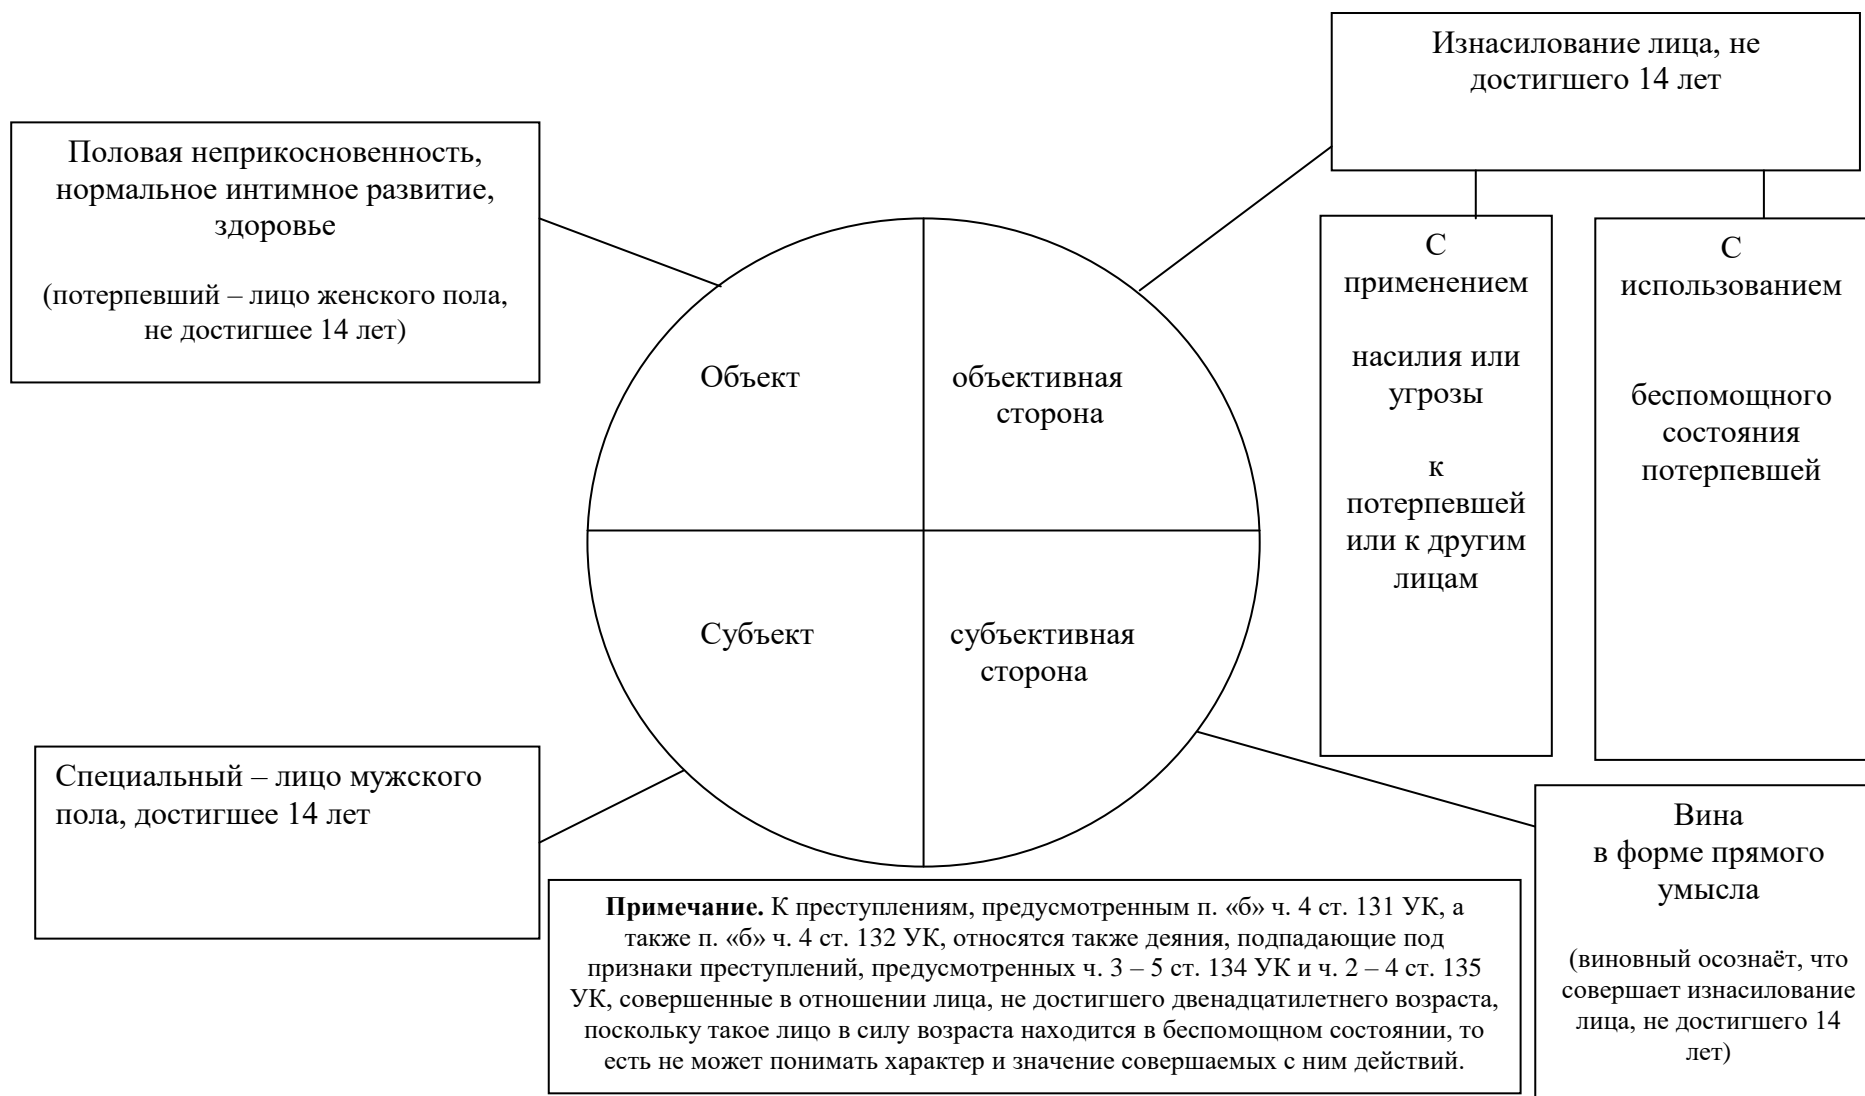 Изнасилование лица, не
достигшего 14 лет
Половая неприкосновенность,
нормальное интимное развитие,
здоровье
(потерпевший – лицо женского пола,
не достигшее 14 лет)
С
применением
насилия или
угрозы
к
потерпевшей
или к другим
лицам
С
использованием
беспомощного
состояния
потерпевшей
Объект
объективная
сторона
Субъект
субъективная
сторона
Специальный – лицо мужского
пола, достигшее 14 лет
Вина
в форме прямого
умысла
(виновный осознаёт, что
совершает изнасилование
лица, не достигшего 14
лет)
Примечание. К преступлениям, предусмотренным п. «б» ч. 4 ст. 131 УК, а
также п. «б» ч. 4 ст. 132 УК, относятся также деяния, подпадающие под
признаки преступлений, предусмотренных ч. 3 – 5 ст. 134 УК и ч. 2 – 4 ст. 135
УК, совершенные в отношении лица, не достигшего двенадцатилетнего возраста,
поскольку такое лицо в силу возраста находится в беспомощном состоянии, то
есть не может понимать характер и значение совершаемых с ним действий.